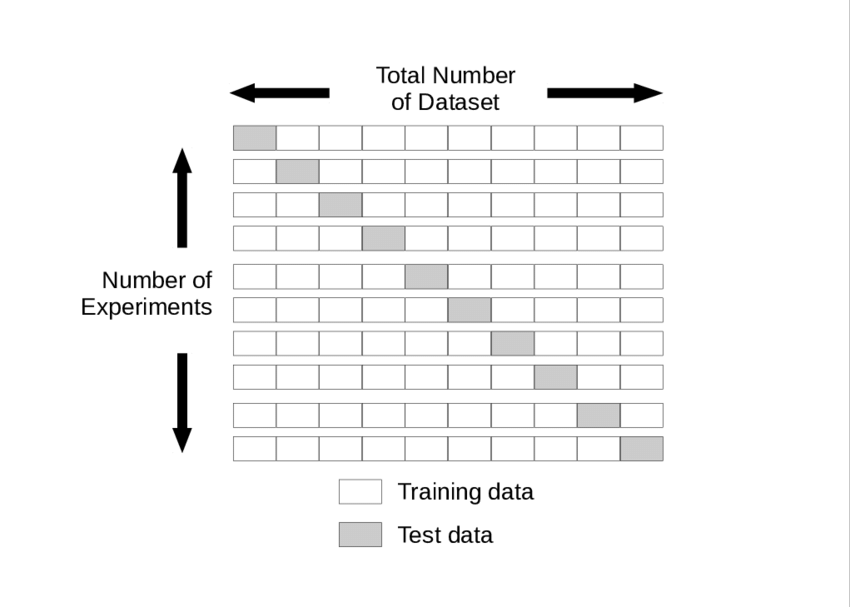 Total Number
of Dataset
Number of
Experiments
Training data
Test data